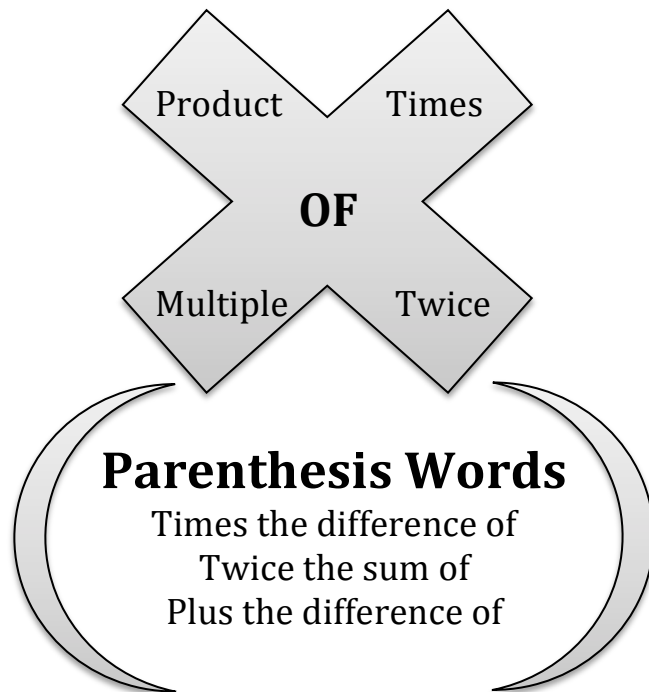 Product Times
OF
Multiple Twice
Parenthesis Words
Times the difference of
Twice the sum of
Plus the difference of